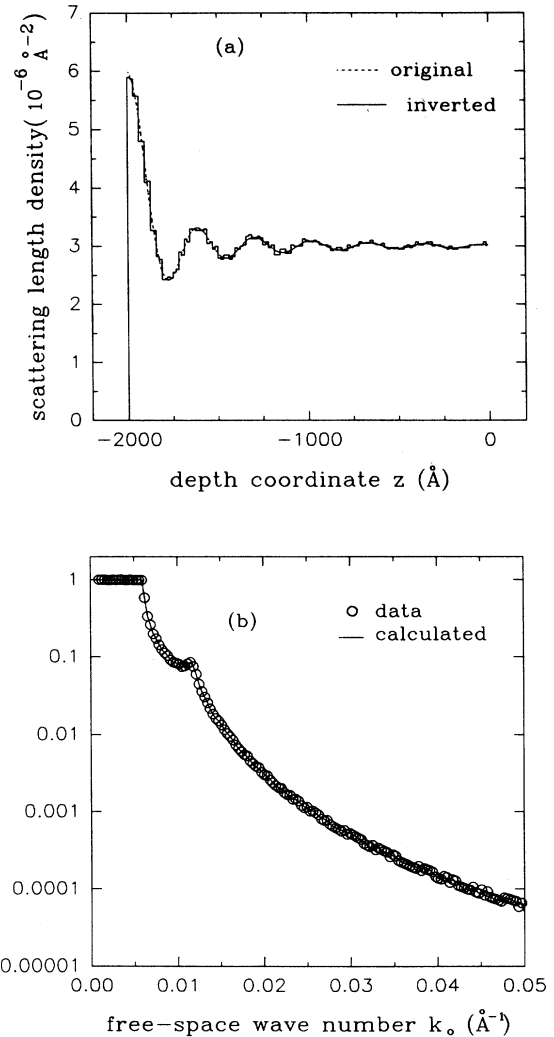 (a)
original
inverted
scattering length density(10⁻⁶ Å⁻²)
7
6
5
4
3
2
1
0
−2000 −1000 0
depth coordinate z (Å)
(b)
data
calculated
1
0.1
0.01
0.001
0.0001
0.00001
0.00 0.01 0.02 0.03 0.04 0.05
free−space wave number kₒ (Å⁻¹)